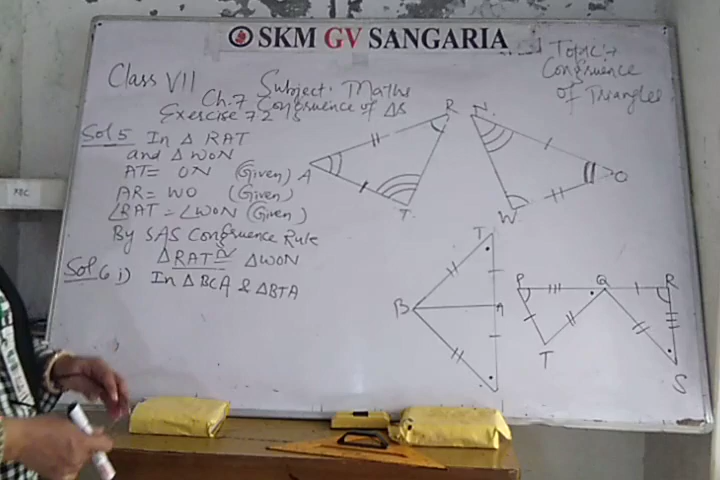 SKM GV SANGARIA
Topic:→
Congruence
of Triangles
Class VII
Subject: Maths
Ch.7 Congruence of Δs
Exercise 7.2
Sol 5 In Δ RAT
and Δ WON
AT = ON (Given)
AR = WO (Given)
∠RAT = ∠WON (Given)
By SAS Congruence Rule
ΔRAT ≅ ΔWON
Sol 6 i) In ΔBCA & ΔBTA
R N
A O
T W
T
B A
P Q R
T S